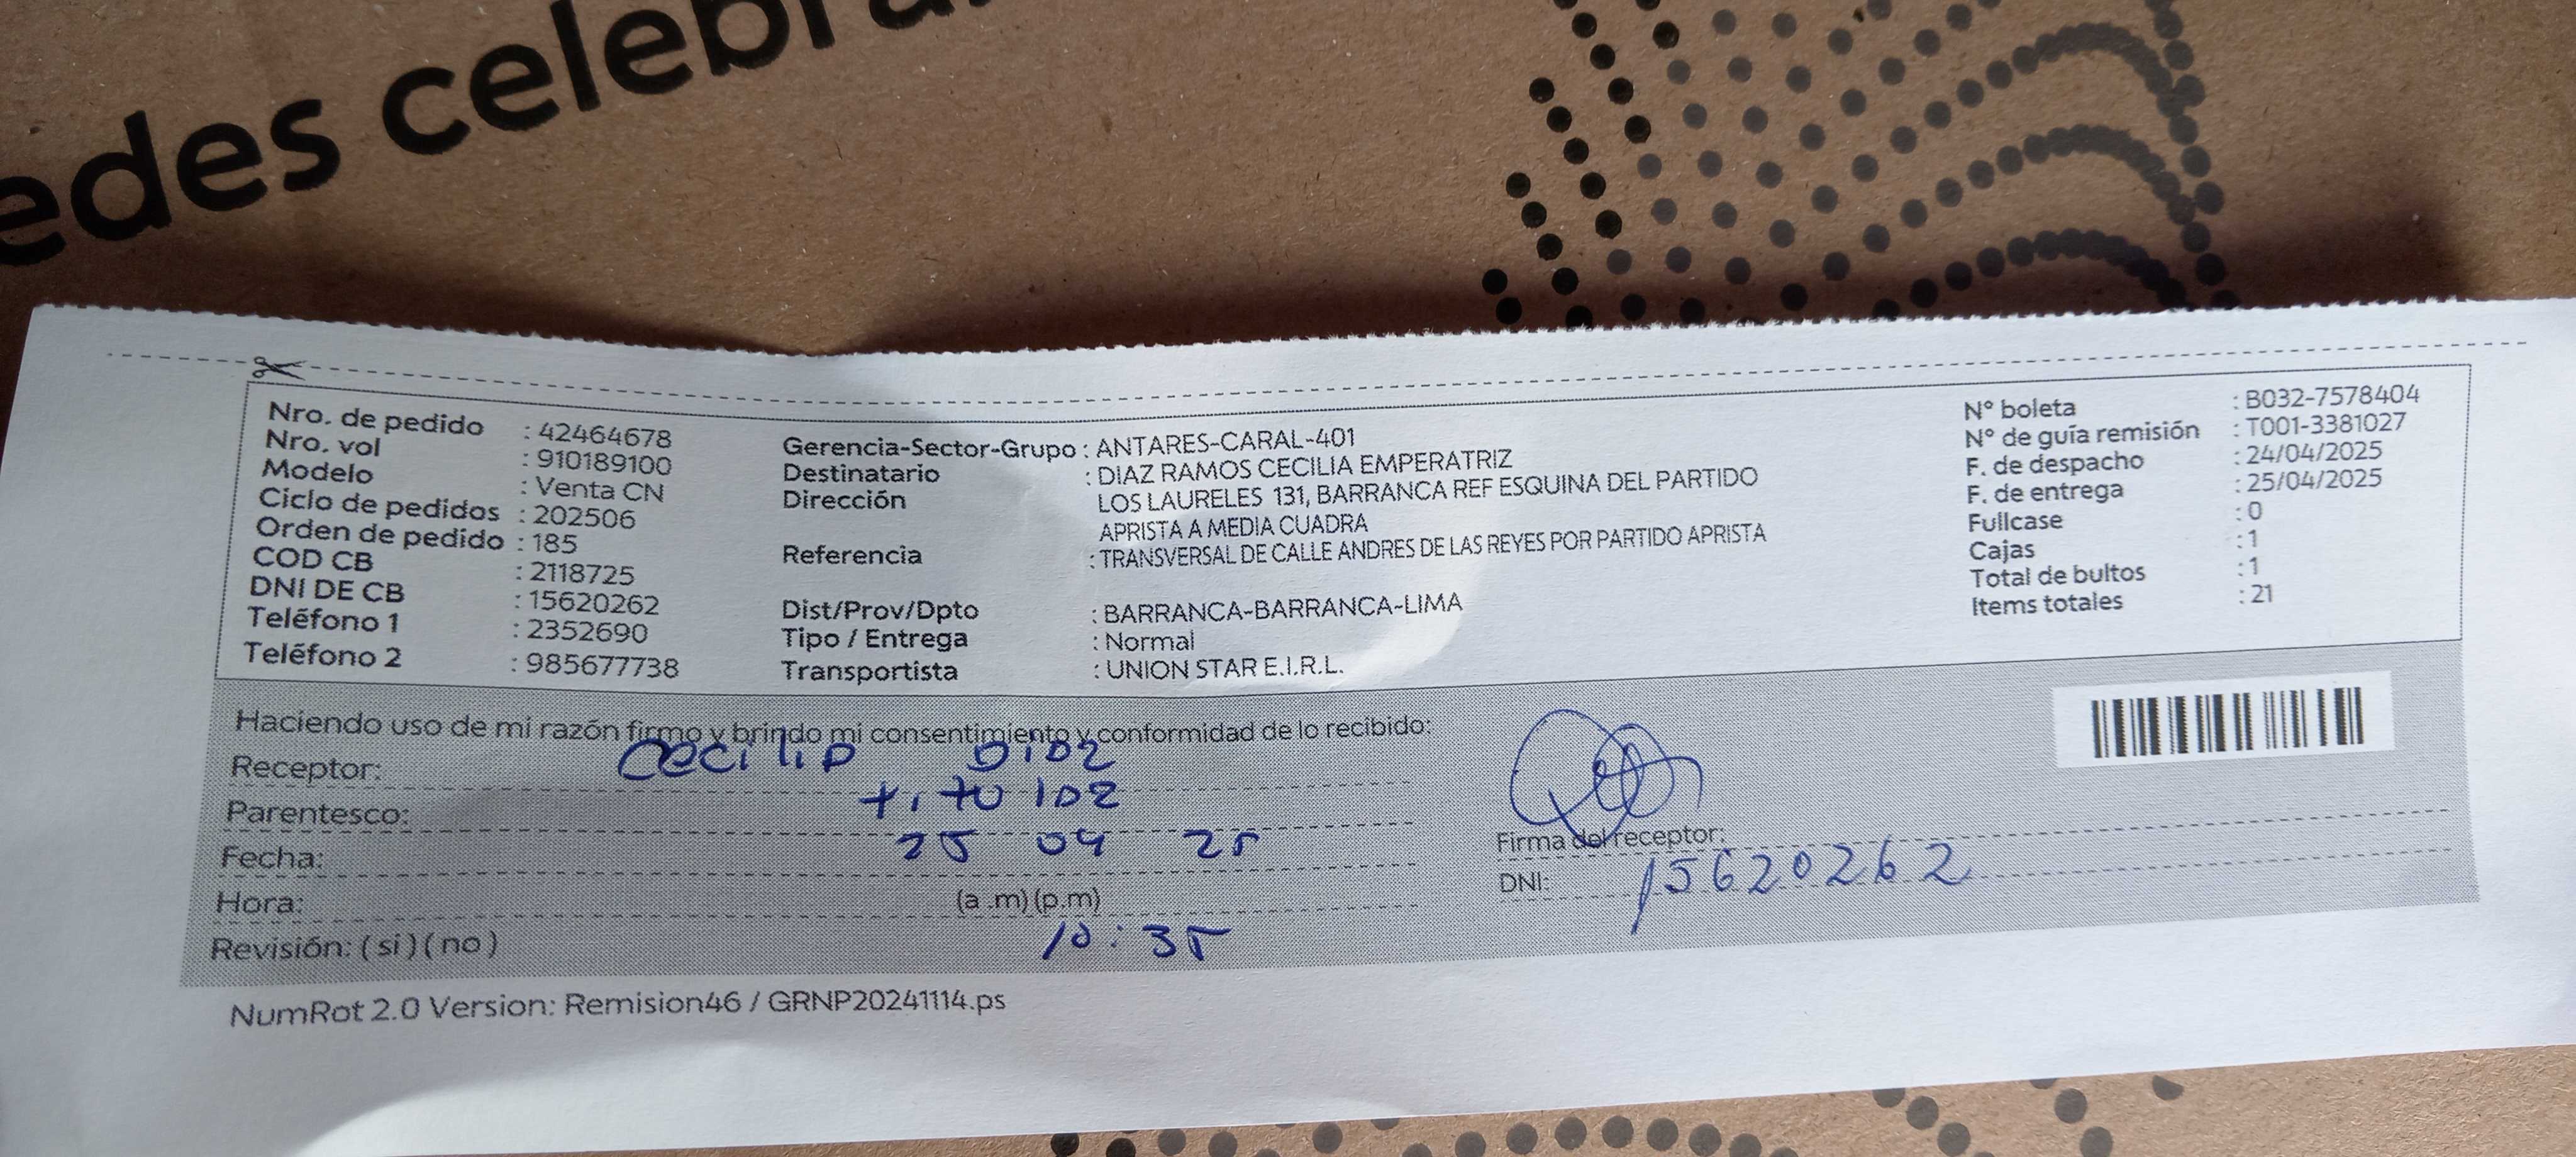 edes celebra
Nro. de pedido : 42464678
Nro. vol : 910189100
Modelo : Venta CN
Ciclo de pedidos : 202506
Orden de pedido : 185
COD CB : 2118725
DNI DE CB : 15620262
Teléfono 1 : 2352690
Teléfono 2 : 985677738
Gerencia-Sector-Grupo : ANTARES-CARAL-401
Destinatario : DIAZ RAMOS CECILIA EMPERATRIZ
Dirección LOS LAURELES 131, BARRANCA REF ESQUINA DEL PARTIDO
APRISTA A MEDIA CUADRA
Referencia : TRANSVERSAL DE CALLE ANDRES DE LAS REYES POR PARTIDO APRISTA
Dist/Prov/Dpto : BARRANCA-BARRANCA-LIMA
Tipo / Entrega : Normal
Transportista : UNION STAR E.I.R.L.
N° boleta : B032-7578404
N° de guía remisión : T001-3381027
F. de despacho : 24/04/2025
F. de entrega : 25/04/2025
Fullcase : 0
Cajas : 1
Total de bultos : 1
Items totales : 21
Haciendo uso de mi razón firmo y brindo mi consentimiento y conformidad de lo recibido:
Receptor: Cecilia Diaz
Parentesco:
Fecha: 25 04 25
Hora: (a .m) (p.m)
10:35
Revisión: ( si ) ( no )
Firma del receptor:
DNI: 15620262
NumRot 2.0 Version: Remision46 / GRNP20241114.ps